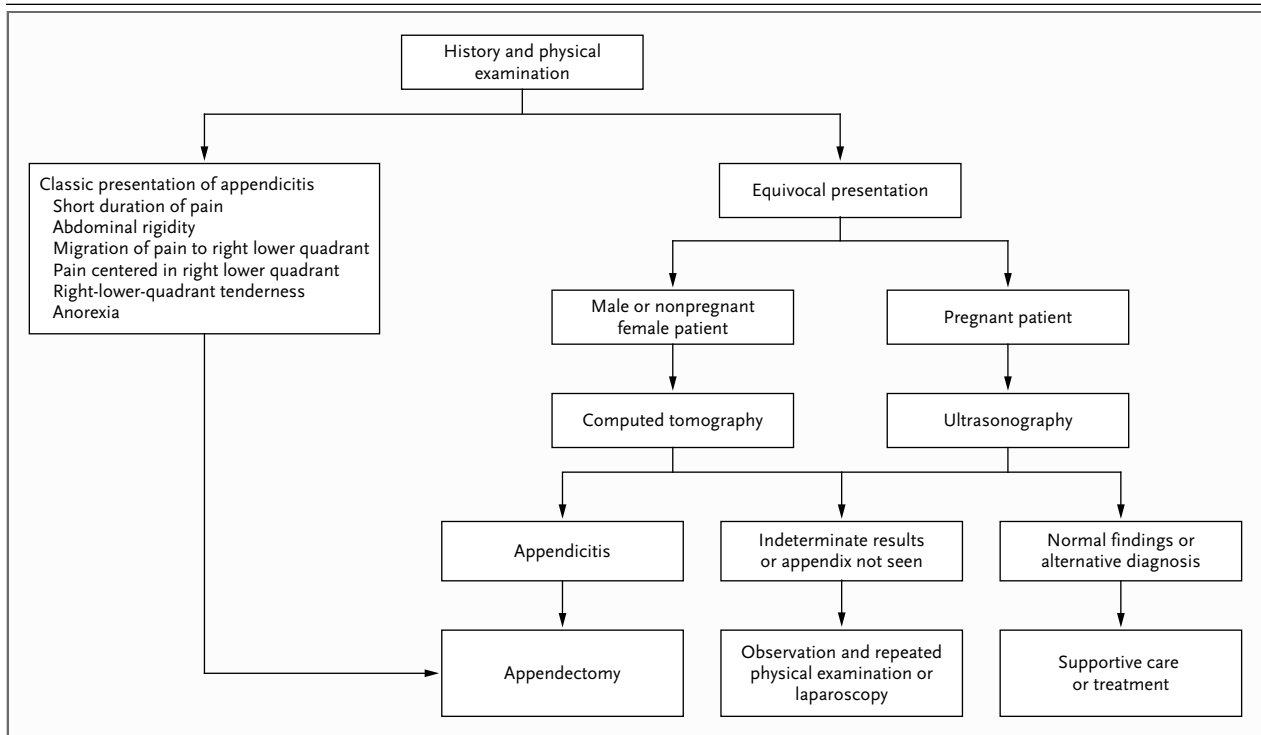 History and physical
examination
Classic presentation of appendicitis
Short duration of pain
Abdominal rigidity
Migration of pain to right lower quadrant
Pain centered in right lower quadrant
Right-lower-quadrant tenderness
Anorexia
Equivocal presentation
Male or nonpregnant
female patient
Pregnant patient
Computed tomography
Ultrasonography
Appendicitis
Indeterminate results
or appendix not seen
Normal findings or
alternative diagnosis
Appendectomy
Observation and repeated
physical examination or
laparoscopy
Supportive care
or treatment